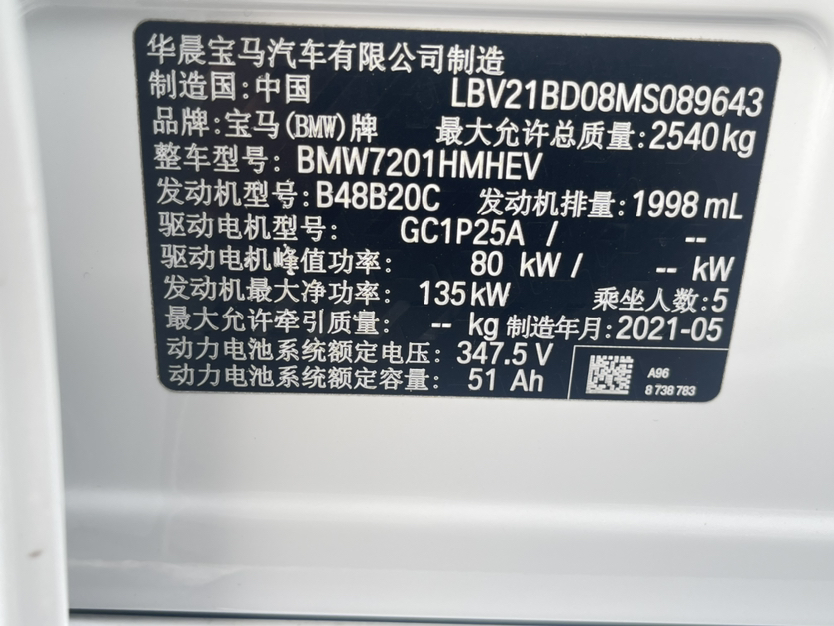 华晨宝马汽车有限公司制造
制造国:中国 LBV21BD08MS089643
品牌:宝马(BMW)牌 最大允许总质量:2540kg
整车型号: BMW7201HMHEV
发动机型号:B48B20C 发动机排量:1998 mL
驱动电机型号: GC1P25A / --
驱动电机峰值功率: 80 kW / -- kW
发动机最大净功率: 135kW 乘坐人数:5
最大允许牵引质量: -- kg 制造年月:2021-05
动力电池系统额定电压: 347.5 V
动力电池系统额定容量: 51 Ah
A96
8 738 783